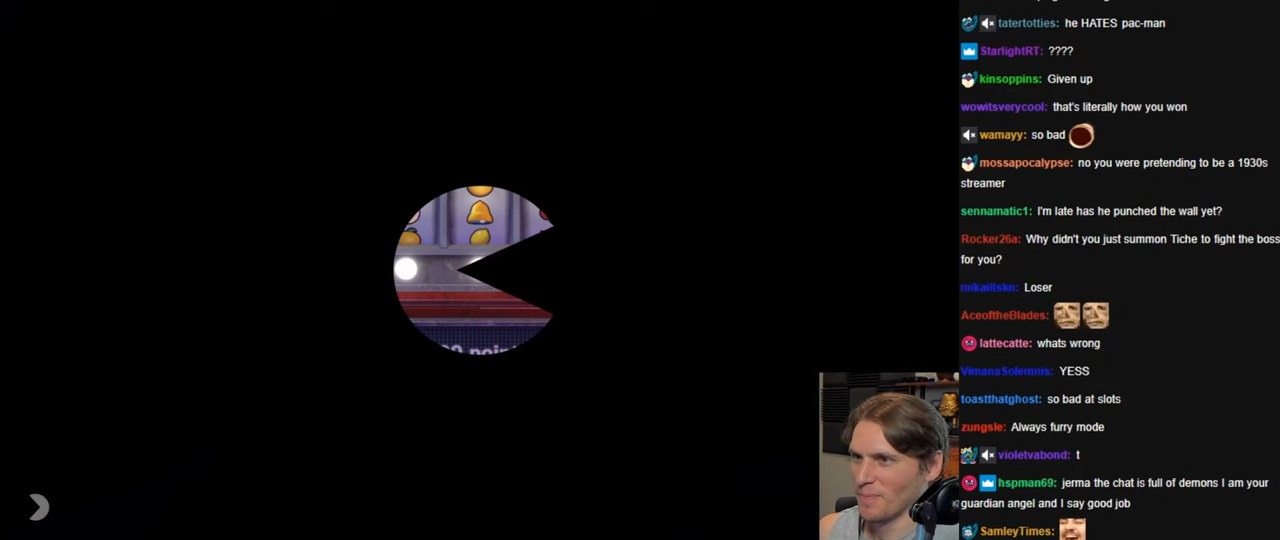 tatertotties: he HATES pac-man
StarlightRT: ????
kinsoppins: Given up
wowitsverycool: that's literally how you won
wamayy: so bad
mossapocalypse: no you were pretending to be a 1930s
streamer
sennamatic1: I'm late has he punched the wall yet?
Rocker26a: Why didn't you just summon Tiche to fight the boss
for you?
mikailtskn: Loser
AceoftheBlades:
lattecatte: whats wrong
VimanaSolemnis: YESS
toastthatghost: so bad at slots
zungsle: Always furry mode
violetvabond: t
hspman69: jerma the chat is full of demons I am your
guardian angel and I say good job
SamleyTimes: